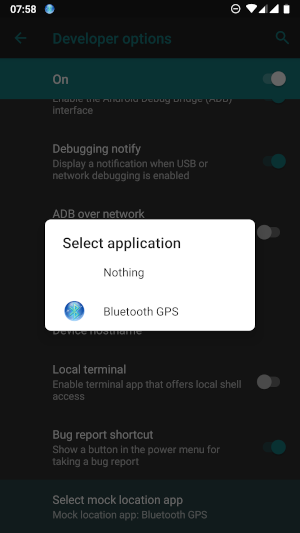 07:58
Developer options
On
Enable the Android Debug Bridge (ADB)
interface
Debugging notify
Display a notification when USB or
network debugging is enabled
ADB over network
Select application
Nothing
Bluetooth GPS
Device hostname
Local terminal
Enable terminal app that offers local shell
access
Bug report shortcut
Show a button in the power menu for
taking a bug report
Select mock location app
Mock location app: Bluetooth GPS